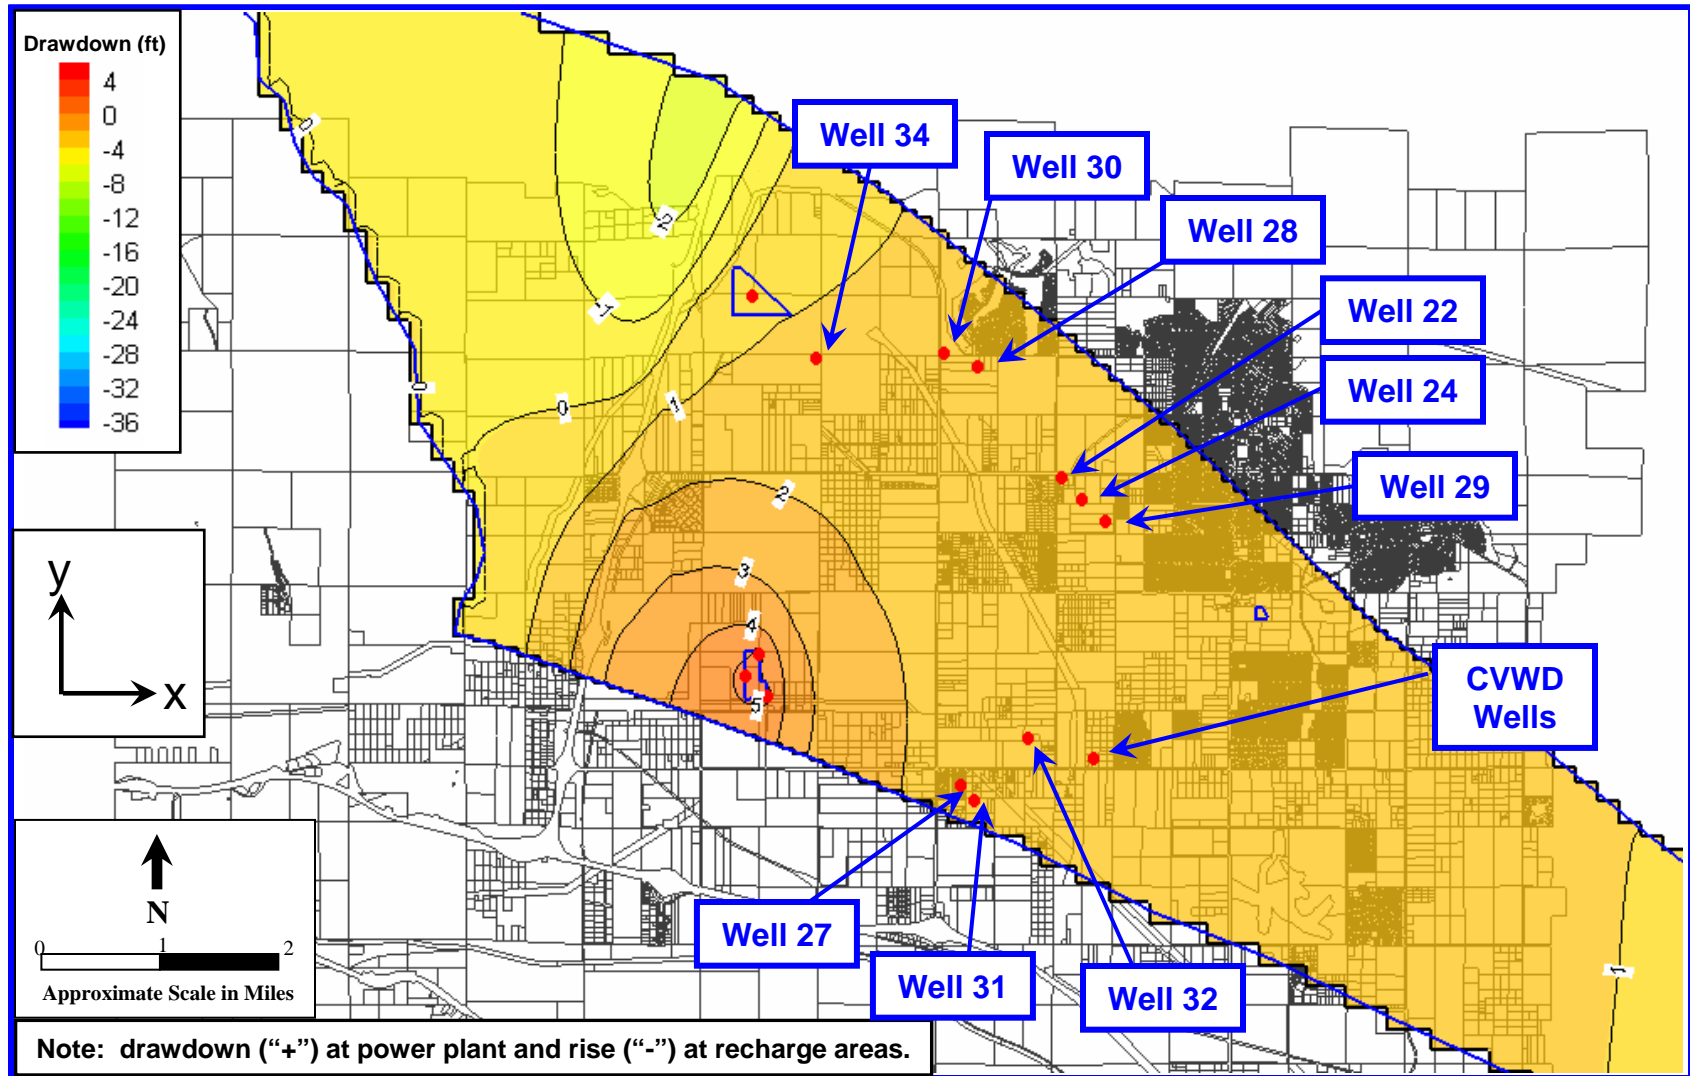 Drawdown (ft)
4
0
-4
-8
-12
-16
-20
-24
-28
-32
-36
Well 34
Well 30
Well 28
Well 22
Well 24
Well 29
CVWD
Wells
Well 27
Well 31
Well 32
0
-2
-1
0
0
1
2
3
4
5
1
y
x
N
0 1 2
Approximate Scale in Miles
Note: drawdown (“+”) at power plant and rise (“-”) at recharge areas.